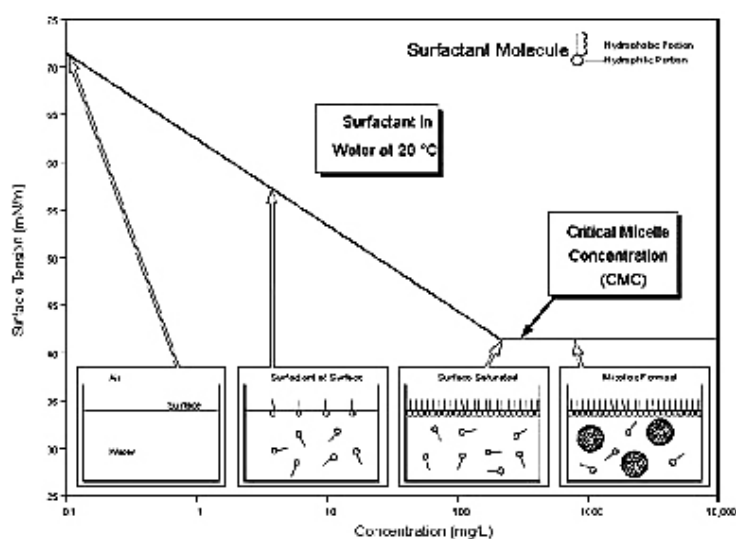 Surfactant Molecule
Hydrophobic Portion
Hydrophilic Portion
Surfactant in
Water at 20 °C
Critical Micelle
Concentration
(CMC)
Surface Tension [mN/m]
75
70
65
60
55
50
45
40
35
30
25
Air
Surface
Water
Surfactant at Surface
Surface Saturated
Micelles Formed
0.1
1
10
100
1000
10,000
Concentration (mg/L)